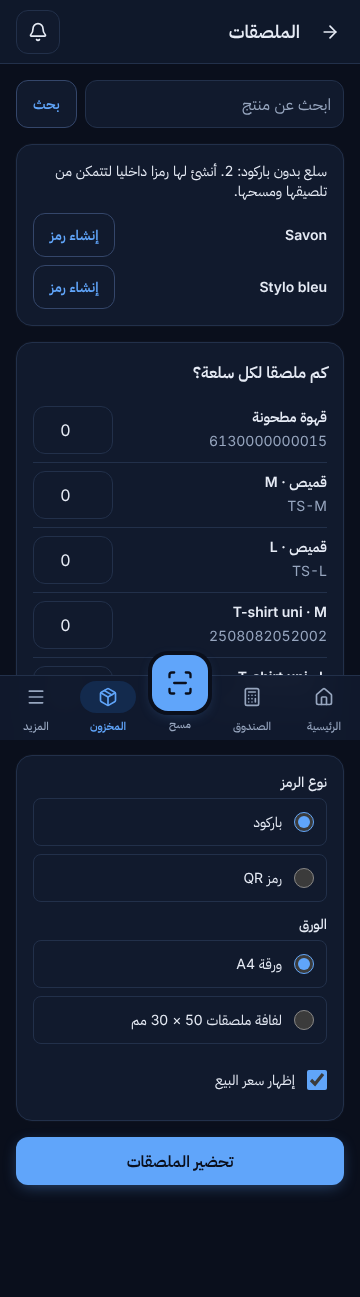 الملصقات
ابحث عن منتج
بحث
سلع بدون باركود: 2. أنشئ لها رمزا داخليا لتتمكن من
تلصيقها ومسحها.
Savon
إنشاء رمز
Stylo bleu
إنشاء رمز
كم ملصقا لكل سلعة؟
قهوة مطحونة
6130000000015
0
قميص · M
TS-M
0
قميص · L
TS-L
0
T-shirt uni · M
2508082052002
0
الرئيسية
الصندوق
مسح
المخزون
المزيد
نوع الرمز
باركود
رمز QR
الورق
ورقة A4
لفافة ملصقات 50 × 30 مم
إظهار سعر البيع
تحضير الملصقات